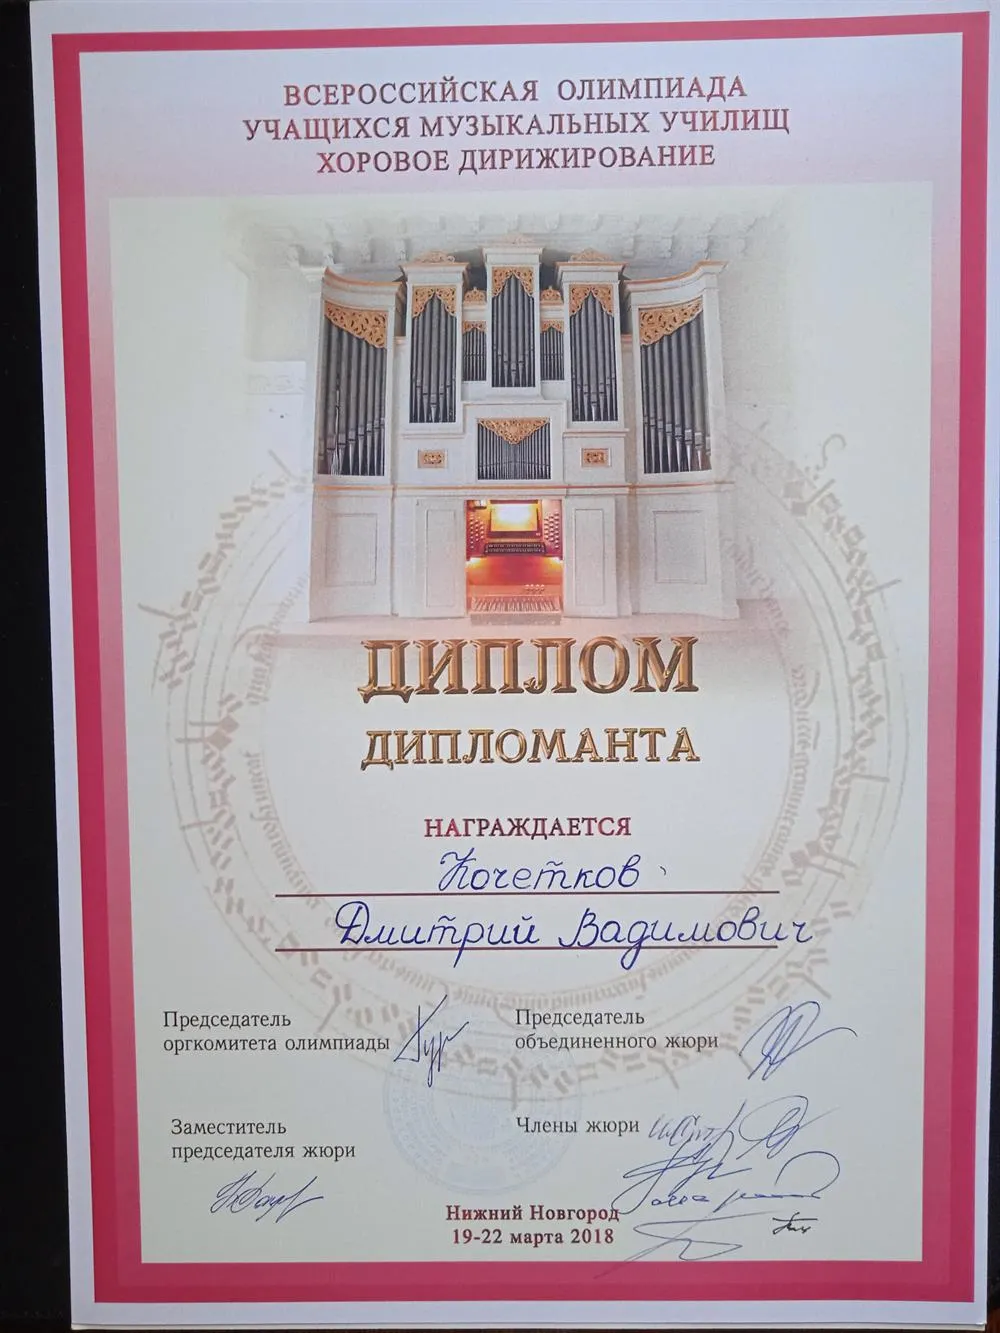 ВСЕРОССИЙСКАЯ ОЛИМПИАДА
УЧАЩИХСЯ МУЗЫКАЛЬНЫХ УЧИЛИЩ
ХОРОВОЕ ДИРИЖИРОВАНИЕ
ДИПЛОМ
ДИПЛОМАНТА
НАГРАЖДАЕТСЯ
Кочетков
Дмитрий Вадимович
Председатель
оргкомитета олимпиады
Председатель
объединенного жюри
Заместитель
председателя жюри
Члены жюри
Нижний Новгород
19-22 марта 2018